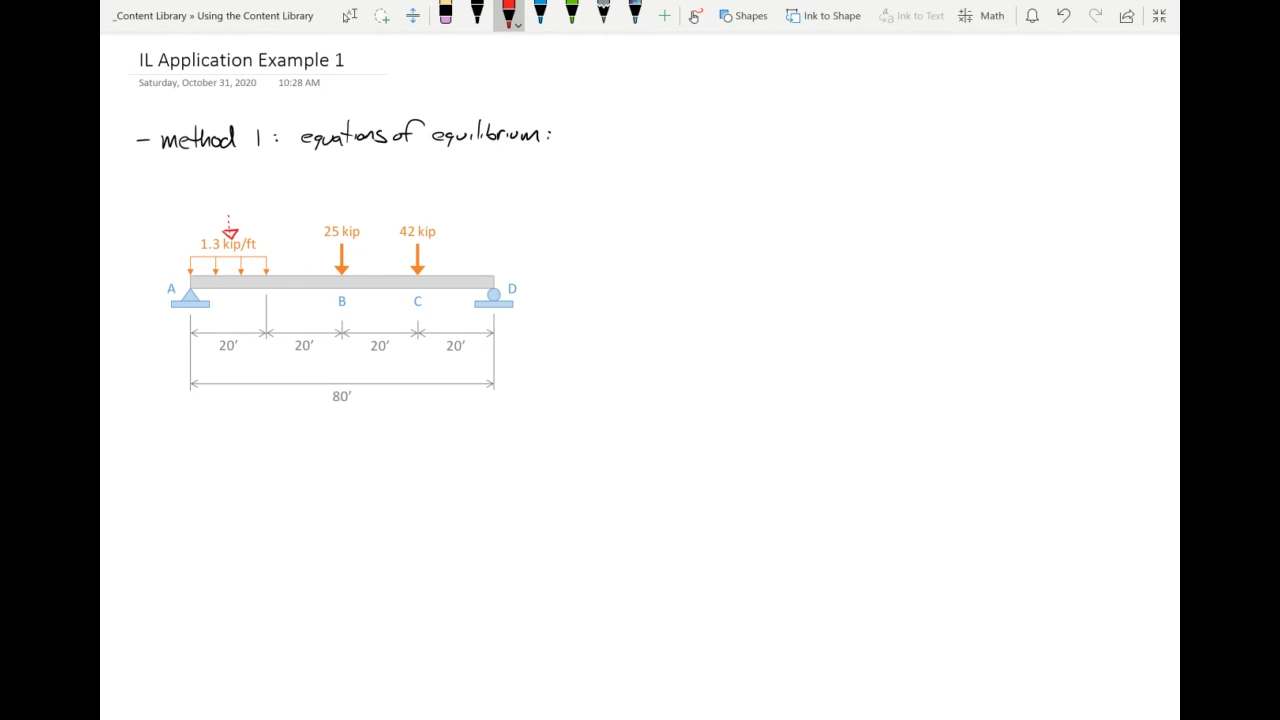 _Content Library » Using the Content Library
Shapes
Ink to Shape
Ink to Text
Math
IL Application Example 1
Saturday, October 31, 2020 10:28 AM
- method 1: equations of equilibrium:
1.3 kip/ft
25 kip
42 kip
A
B
C
D
20' 20' 20' 20'
80'